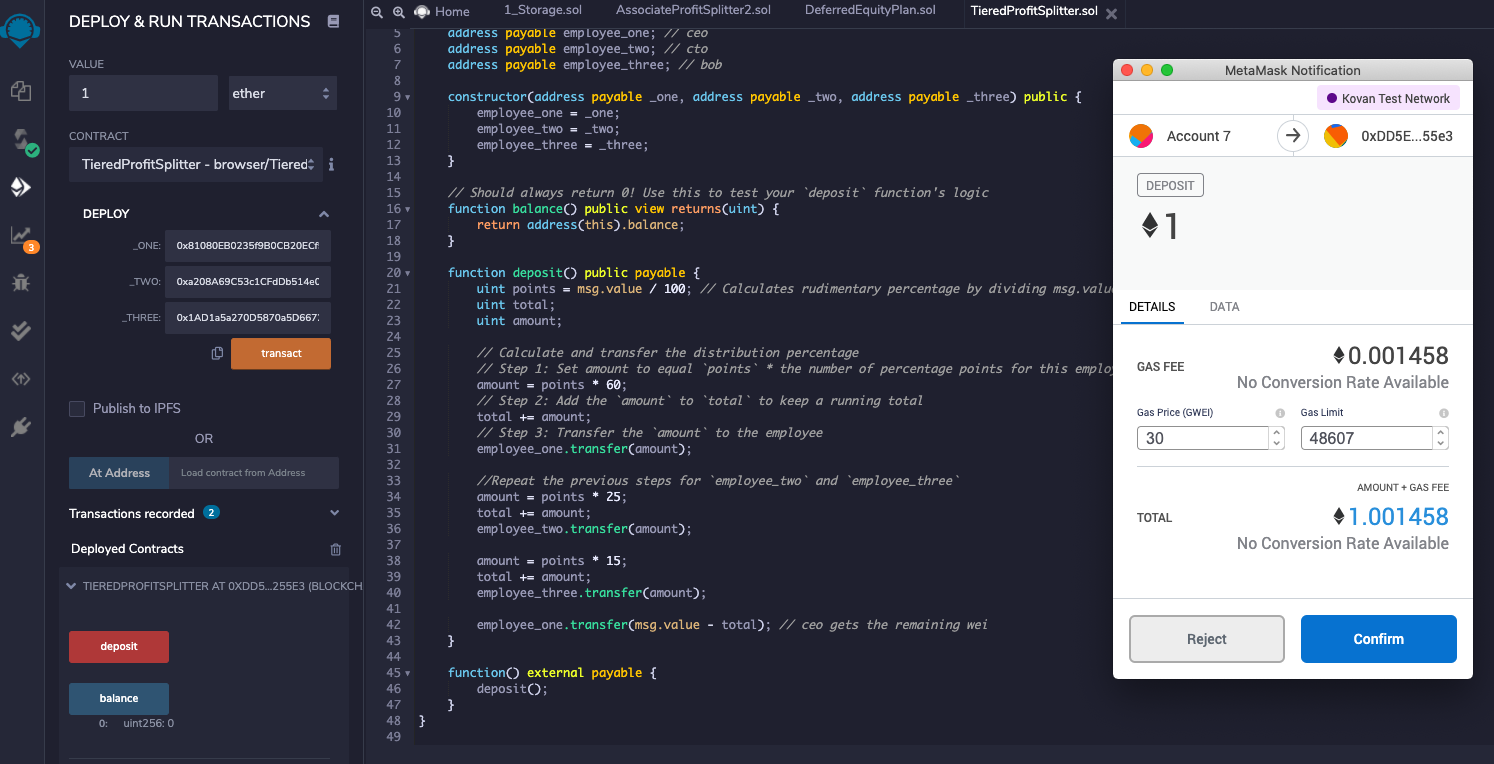 DEPLOY & RUN TRANSACTIONS
VALUE
1
ether
CONTRACT
TieredProfitSplitter - browser/Tiered
i
DEPLOY
_ONE: 0x81080EB0235f9B0CB20ECf
_TWO: 0xa208A69C53c1CFdDb514e0
_THREE: 0x1AD1a5a270D5870a5D667
transact
Publish to IPFS
OR
At Address
Load contract from Address
Transactions recorded 2
Deployed Contracts
TIEREDPROFITSPLITTER AT 0XDD5...255E3 (BLOCKCH
deposit
balance
0: uint256: 0
3
Home
1_Storage.sol
AssociateProfitSplitter2.sol
DeferredEquityPlan.sol
TieredProfitSplitter.sol
5 address payable employee_one; // ceo
6 address payable employee_two; // cto
7 address payable employee_three; // bob
8
9 constructor(address payable _one, address payable _two, address payable _three) public {
10 employee_one = _one;
11 employee_two = _two;
12 employee_three = _three;
13 }
14
15 // Should always return 0! Use this to test your `deposit` function's logic
16 function balance() public view returns(uint) {
17 return address(this).balance;
18 }
19
20 function deposit() public payable {
21 uint points = msg.value / 100; // Calculates rudimentary percentage by dividing msg.value
22 uint total;
23 uint amount;
24
25 // Calculate and transfer the distribution percentage
26 // Step 1: Set amount to equal `points` * the number of percentage points for this employ
27 amount = points * 60;
28 // Step 2: Add the `amount` to `total` to keep a running total
29 total += amount;
30 // Step 3: Transfer the `amount` to the employee
31 employee_one.transfer(amount);
32
33 //Repeat the previous steps for `employee_two` and `employee_three`
34 amount = points * 25;
35 total += amount;
36 employee_two.transfer(amount);
37
38 amount = points * 15;
39 total += amount;
40 employee_three.transfer(amount);
41
42 employee_one.transfer(msg.value - total); // ceo gets the remaining wei
43 }
44
45 function() external payable {
46 deposit();
47 }
48 }
49
MetaMask Notification
Kovan Test Network
Account 7
0xDD5E...55e3
DEPOSIT
1
DETAILS
DATA
GAS FEE
0.001458
No Conversion Rate Available
Gas Price (GWEI)
Gas Limit
30
48607
AMOUNT + GAS FEE
TOTAL
1.001458
No Conversion Rate Available
Reject
Confirm